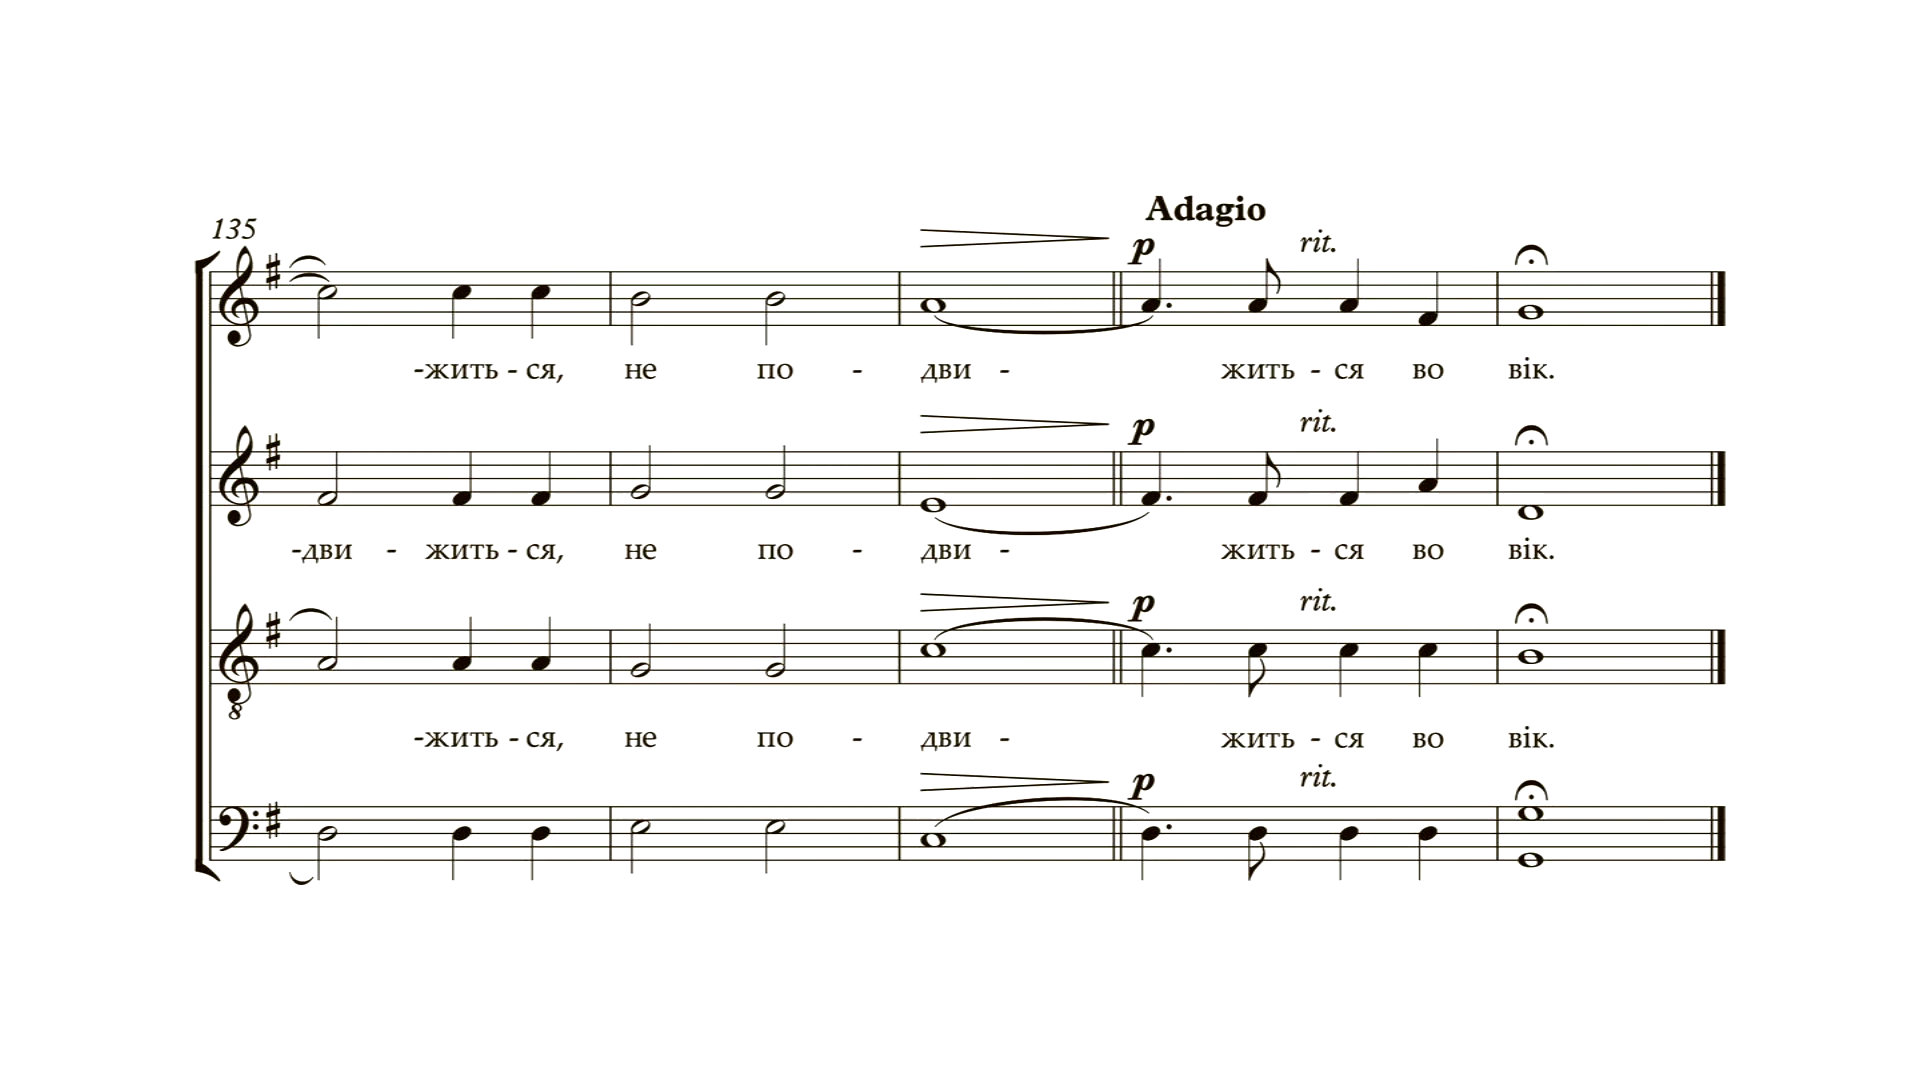 Adagio
135
p rit.
-жить - ся, не по - дви - жить - ся во вік.
p rit.
-дви - жить - ся, не по - дви - жить - ся во вік.
p rit.
8
-жить - ся, не по - дви - жить - ся во вік.
p rit.